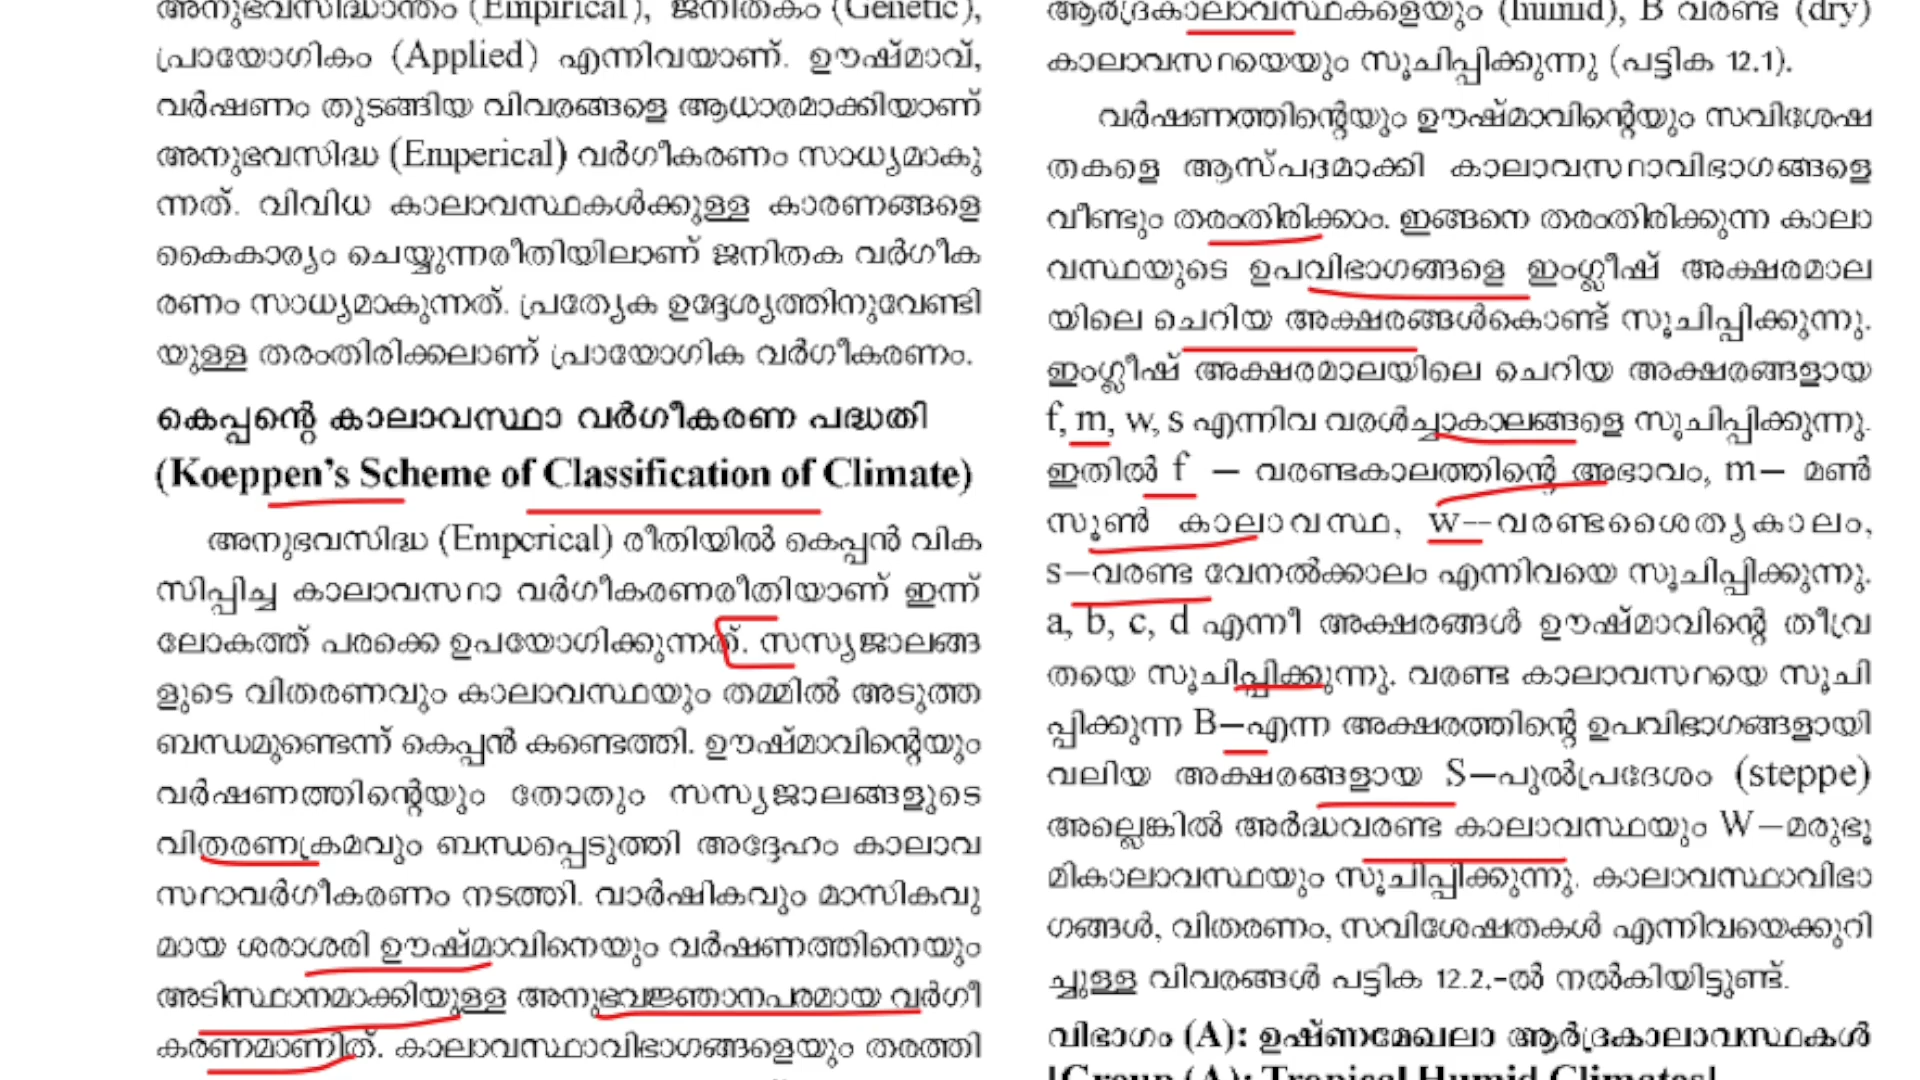 അനുഭവസിദ്ധാന്തം (Empirical), ജനിതകം (Genetic),
പ്രായോഗികം (Applied) എന്നിവയാണ്. ഊഷ്മാവ്,
വർഷണം തുടങ്ങിയ വിവരങ്ങളെ ആധാരമാക്കിയാണ്
അനുഭവസിദ്ധ (Emperical) വർഗീകരണം സാധ്യമാകു
ന്നത്. വിവിധ കാലാവസ്ഥകൾക്കുള്ള കാരണങ്ങളെ
കൈകാര്യം ചെയ്യുന്നരീതിയിലാണ് ജനിതക വർഗീക
രണം സാധ്യമാകുന്നത്. പ്രത്യേക ഉദ്ദേശ്യത്തിനുവേണ്ടി
യുള്ള തരംതിരിക്കലാണ് പ്രായോഗിക വർഗീകരണം.
കെപ്പന്റെ കാലാവസ്ഥാ വർഗീകരണ പദ്ധതി
(Koeppen’s Scheme of Classification of Climate)
അനുഭവസിദ്ധ (Emperical) രീതിയിൽ കെപ്പൻ വിക
സിപ്പിച്ച കാലാവസ്ഥാ വർഗീകരണരീതിയാണ് ഇന്ന്
ലോകത്ത് പരക്കെ ഉപയോഗിക്കുന്നത്. സസ്യജാലങ്ങ
ളുടെ വിതരണവും കാലാവസ്ഥയും തമ്മിൽ അടുത്ത
ബന്ധമുണ്ടെന്ന് കെപ്പൻ കണ്ടെത്തി. ഊഷ്മാവിന്റെയും
വർഷണത്തിന്റെയും തോതും സസ്യജാലങ്ങളുടെ
വിതരണക്രമവും ബന്ധപ്പെടുത്തി അദ്ദേഹം കാലാവ
സ്ഥാവർഗീകരണം നടത്തി. വാർഷികവും മാസികവു
മായ ശരാശരി ഊഷ്മാവിനെയും വർഷണത്തിനെയും
അടിസ്ഥാനമാക്കിയുള്ള അനുഭവജ്ഞാനപരമായ വർഗീ
കരണമാണിത്. കാലാവസ്ഥാവിഭാഗങ്ങളെയും തരത്തി
ആർദ്രകാലാവസ്ഥകളെയും (humid), B വരണ്ട (dry)
കാലാവസ്ഥയെയും സൂചിപ്പിക്കുന്നു (പട്ടിക 12.1).
വർഷണത്തിന്റെയും ഊഷ്മാവിന്റെയും സവിശേഷ
തകളെ ആസ്പദമാക്കി കാലാവസ്ഥാവിഭാഗങ്ങളെ
വീണ്ടും തരംതിരിക്കാം. ഇങ്ങനെ തരംതിരിക്കുന്ന കാലാ
വസ്ഥയുടെ ഉപവിഭാഗങ്ങളെ ഇംഗ്ലീഷ് അക്ഷരമാല
യിലെ ചെറിയ അക്ഷരങ്ങൾകൊണ്ട് സൂചിപ്പിക്കുന്നു.
ഇംഗ്ലീഷ് അക്ഷരമാലയിലെ ചെറിയ അക്ഷരങ്ങളായ
f, m, w, s എന്നിവ വരൾച്ചാകാലങ്ങളെ സൂചിപ്പിക്കുന്നു.
ഇതിൽ f – വരണ്ടകാലത്തിന്റെ അഭാവം, m– മൺ
സൂൺ കാലാവസ്ഥ, w–വരണ്ടശൈത്യകാലം,
s–വരണ്ട വേനൽക്കാലം എന്നിവയെ സൂചിപ്പിക്കുന്നു.
a, b, c, d എന്നീ അക്ഷരങ്ങൾ ഊഷ്മാവിന്റെ തീവ്ര
തയെ സൂചിപ്പിക്കുന്നു. വരണ്ട കാലാവസ്ഥയെ സൂചി
പ്പിക്കുന്ന B–എന്ന അക്ഷരത്തിന്റെ ഉപവിഭാഗങ്ങളായി
വലിയ അക്ഷരങ്ങളായ S–പുൽപ്രദേശം (steppe)
അല്ലെങ്കിൽ അർദ്ധവരണ്ട കാലാവസ്ഥയും W–മരുഭൂ
മികാലാവസ്ഥയും സൂചിപ്പിക്കുന്നു. കാലാവസ്ഥാവിഭാ
ഗങ്ങൾ, വിതരണം, സവിശേഷതകൾ എന്നിവയെക്കുറി
ച്ചുള്ള വിവരങ്ങൾ പട്ടിക 12.2.-ൽ നൽകിയിട്ടുണ്ട്.
വിഭാഗം (A): ഉഷ്ണമേഖലാ ആർദ്രകാലാവസ്ഥകൾ
[Group (A): Tropical Humid Climates]